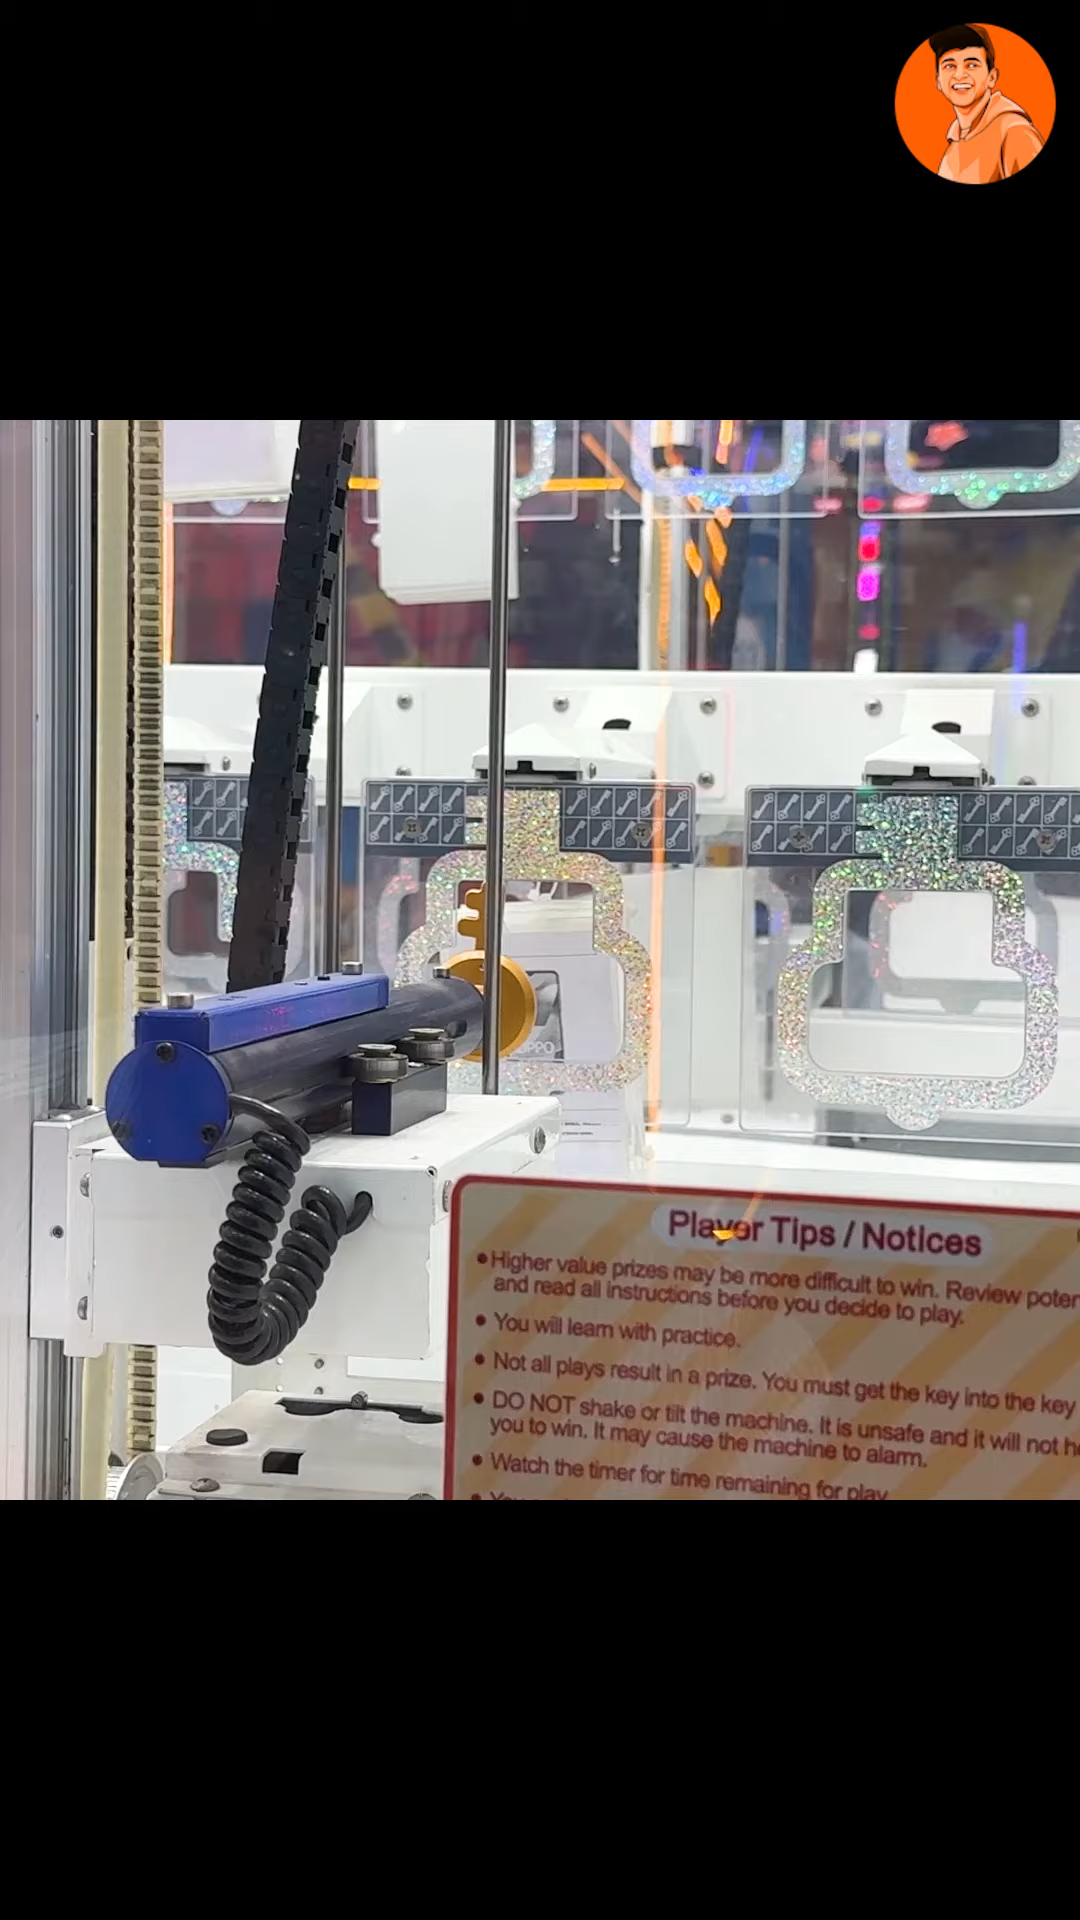 OPPO
Player Tips / Notices
• Higher value prizes may be more difficult to win. Review
and read all instructions before you decide to play.
• You will learn with practice.
• Not all plays result in a prize. You must get the key into the key
• DO NOT shake or tilt the machine. It is unsafe and it will not
you to win. It may cause the machine to alarm.
• Watch the timer for time remaining for play